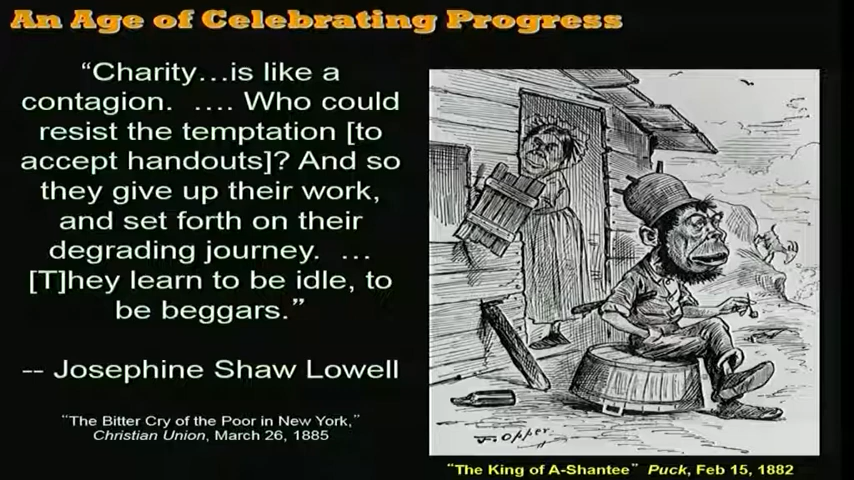 An Age of Celebrating Progress
“Charity…is like a
contagion.  …. Who could
resist the temptation [to
accept handouts]? And so
they give up their work,
and set forth on their
degrading journey.  …
[T]hey learn to be idle, to
be beggars.”
-- Josephine Shaw Lowell
“The Bitter Cry of the Poor in New York,”
Christian Union, March 26, 1885
F. Opper.
“The King of A-Shantee”  Puck, Feb 15, 1882